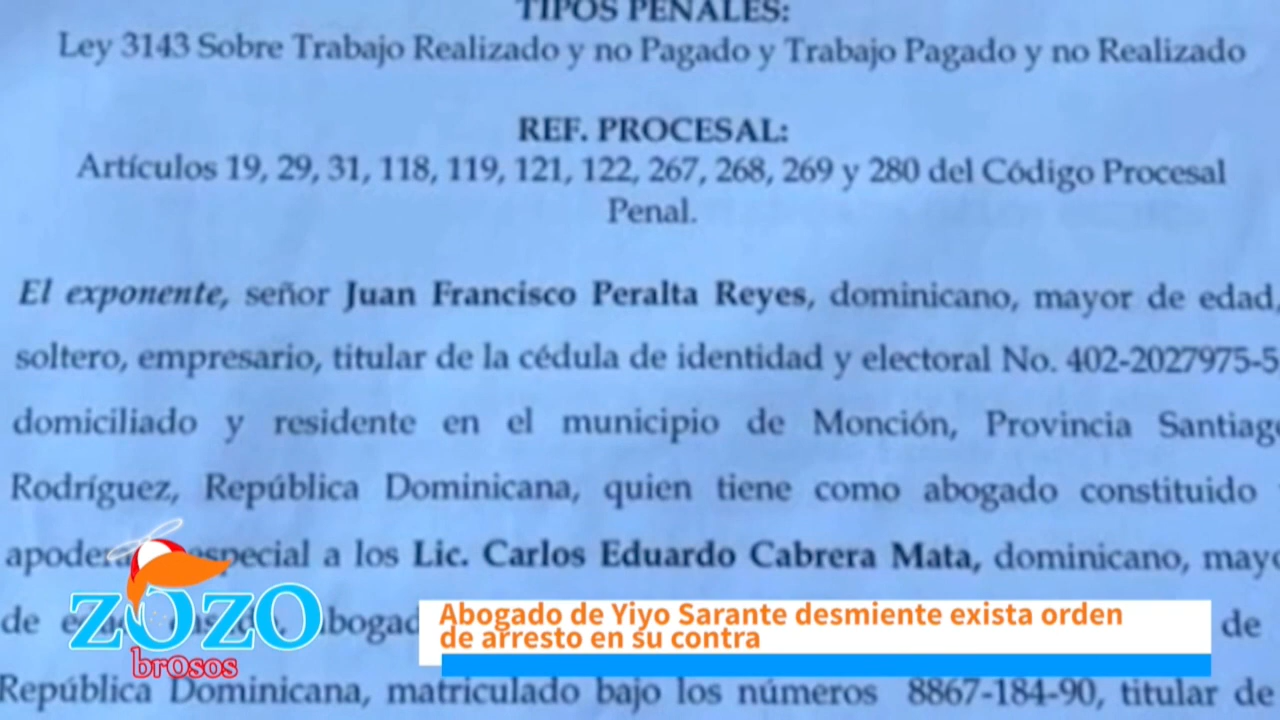 TIPOS PENALES:
Ley 3143 Sobre Trabajo Realizado y no Pagado y Trabajo Pagado y no Realizado
REF. PROCESAL:
Artículos 19, 29, 31, 118, 119, 121, 122, 267, 268, 269 y 280 del Código Procesal
Penal.
El exponente, señor Juan Francisco Peralta Reyes, dominicano, mayor de edad,
soltero, empresario, titular de la cédula de identidad y electoral No. 402-2027975-5
domiciliado y residente en el municipio de Monción, Provincia Santiago
Rodríguez, República Dominicana, quien tiene como abogado constituido
especial a los Lic. Carlos Eduardo Cabrera Mata, dominicano, mayo
de
de
República Dominicana, matriculado bajo los números 8867-184-90, titular de
ZOZO
brOsos
Abogado de Yiyo Sarante desmiente exista orden
de arresto en su contra